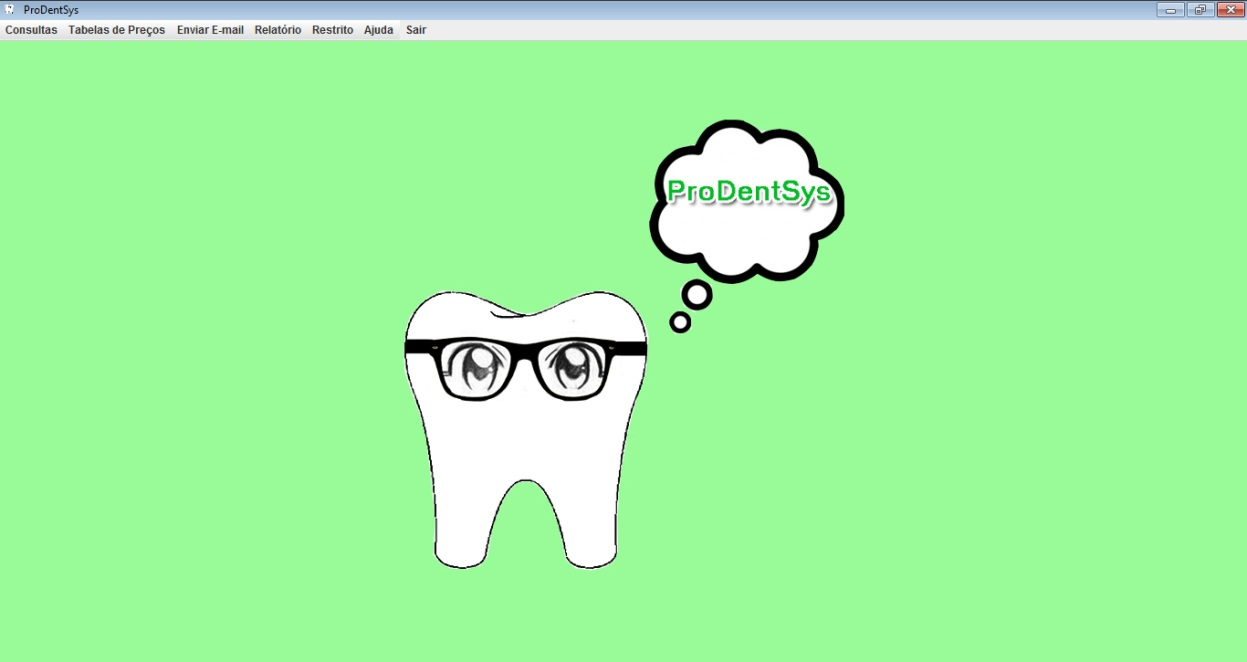 ProDentSys
Consultas Tabelas de Preços Enviar E-mail Relatório Restrito Ajuda Sair
ProDentSys